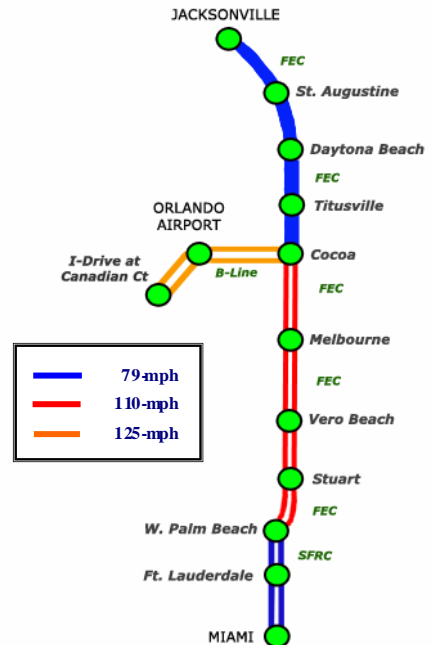 JACKSONVILLE
FEC
St. Augustine
Daytona Beach
FEC
Titusville
ORLANDO
AIRPORT
I-Drive at
Canadian Ct
B-Line
Cocoa
FEC
Melbourne
79-mph
110-mph
125-mph
FEC
Vero Beach
Stuart
FEC
W. Palm Beach
SFRC
Ft. Lauderdale
MIAMI